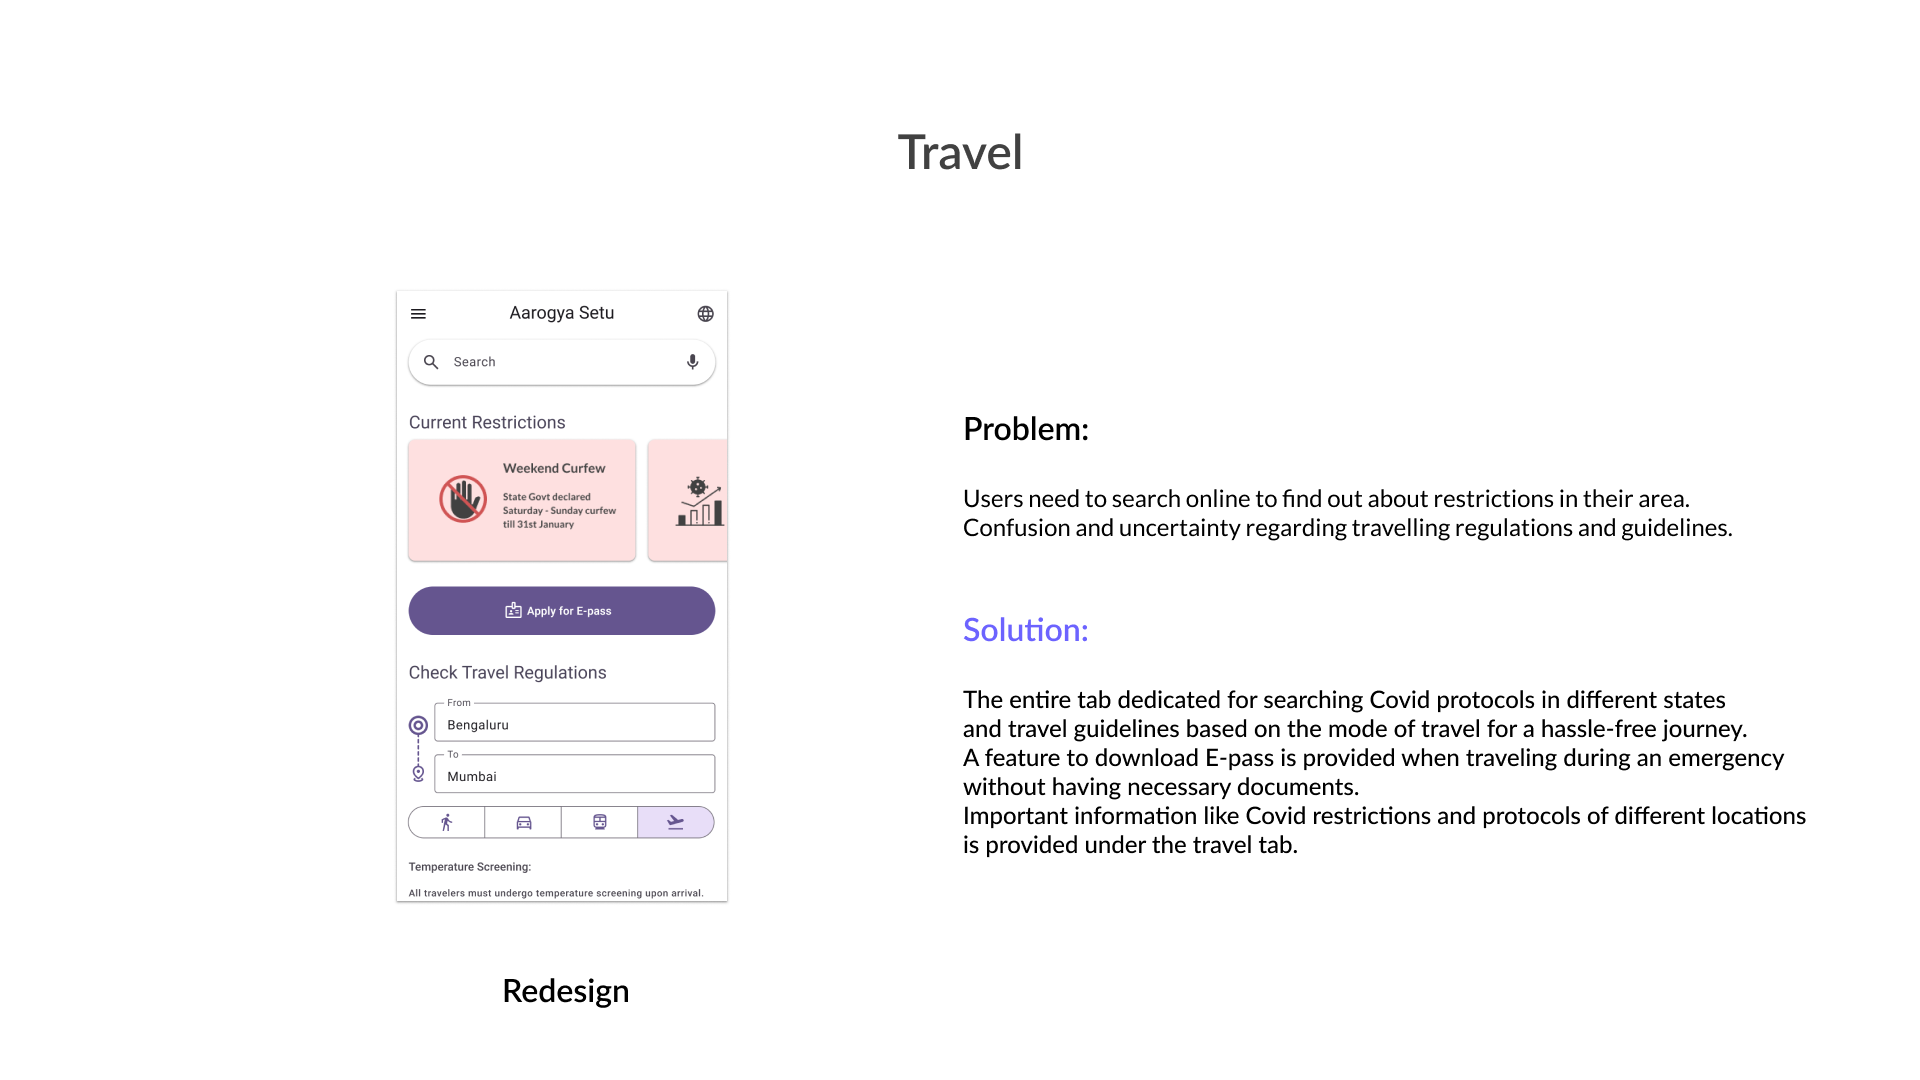 Travel
Aarogya Setu
Search
Current Restrictions
Weekend Curfew
State Govt declared
Saturday - Sunday curfew
till 31st January
Apply for E-pass
Check Travel Regulations
From
Bengaluru
To
Mumbai
Temperature Screening:
All travelers must undergo temperature screening upon arrival.
Redesign
Problem:
Users need to search online to find out about restrictions in their area.
Confusion and uncertainty regarding travelling regulations and guidelines.
Solution:
The entire tab dedicated for searching Covid protocols in different states
and travel guidelines based on the mode of travel for a hassle-free journey.
A feature to download E-pass is provided when traveling during an emergency
without having necessary documents.
Important information like Covid restrictions and protocols of different locations
is provided under the travel tab.